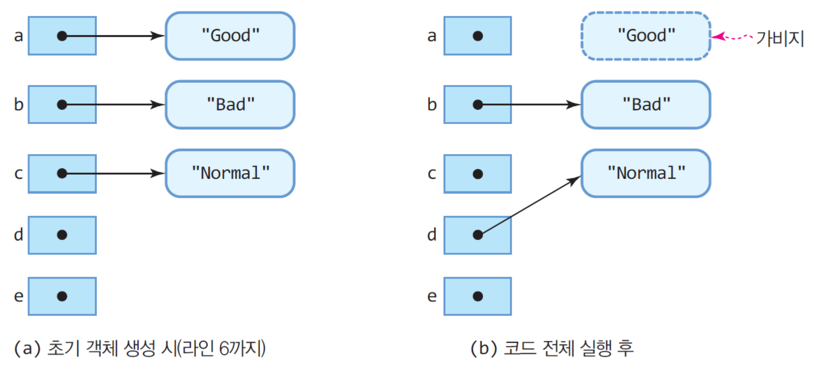 a "Good"
b "Bad"
c "Normal"
d
e
(a) 초기 객체 생성 시(라인 6까지)
a "Good" 가비지
b "Bad"
c "Normal"
d
e
(b) 코드 전체 실행 후